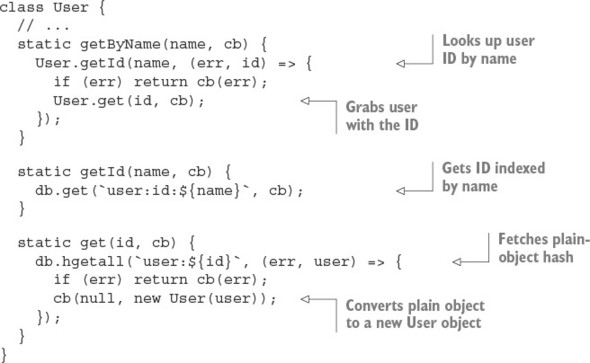 class User {
  // ...
  static getByName(name, cb) {
    User.getId(name, (err, id) => {
      if (err) return cb(err);
      User.get(id, cb);
    });
  }
Looks up user
ID by name
Grabs user
with the ID
  static getId(name, cb) {
    db.get(`user:id:${name}`, cb);
  }
Gets ID indexed
by name
  static get(id, cb) {
    db.hgetall(`user:${id}`, (err, user) => {
      if (err) return cb(err);
      cb(null, new User(user));
    });
  }
}
Fetches plain-
object hash
Converts plain object
to a new User object